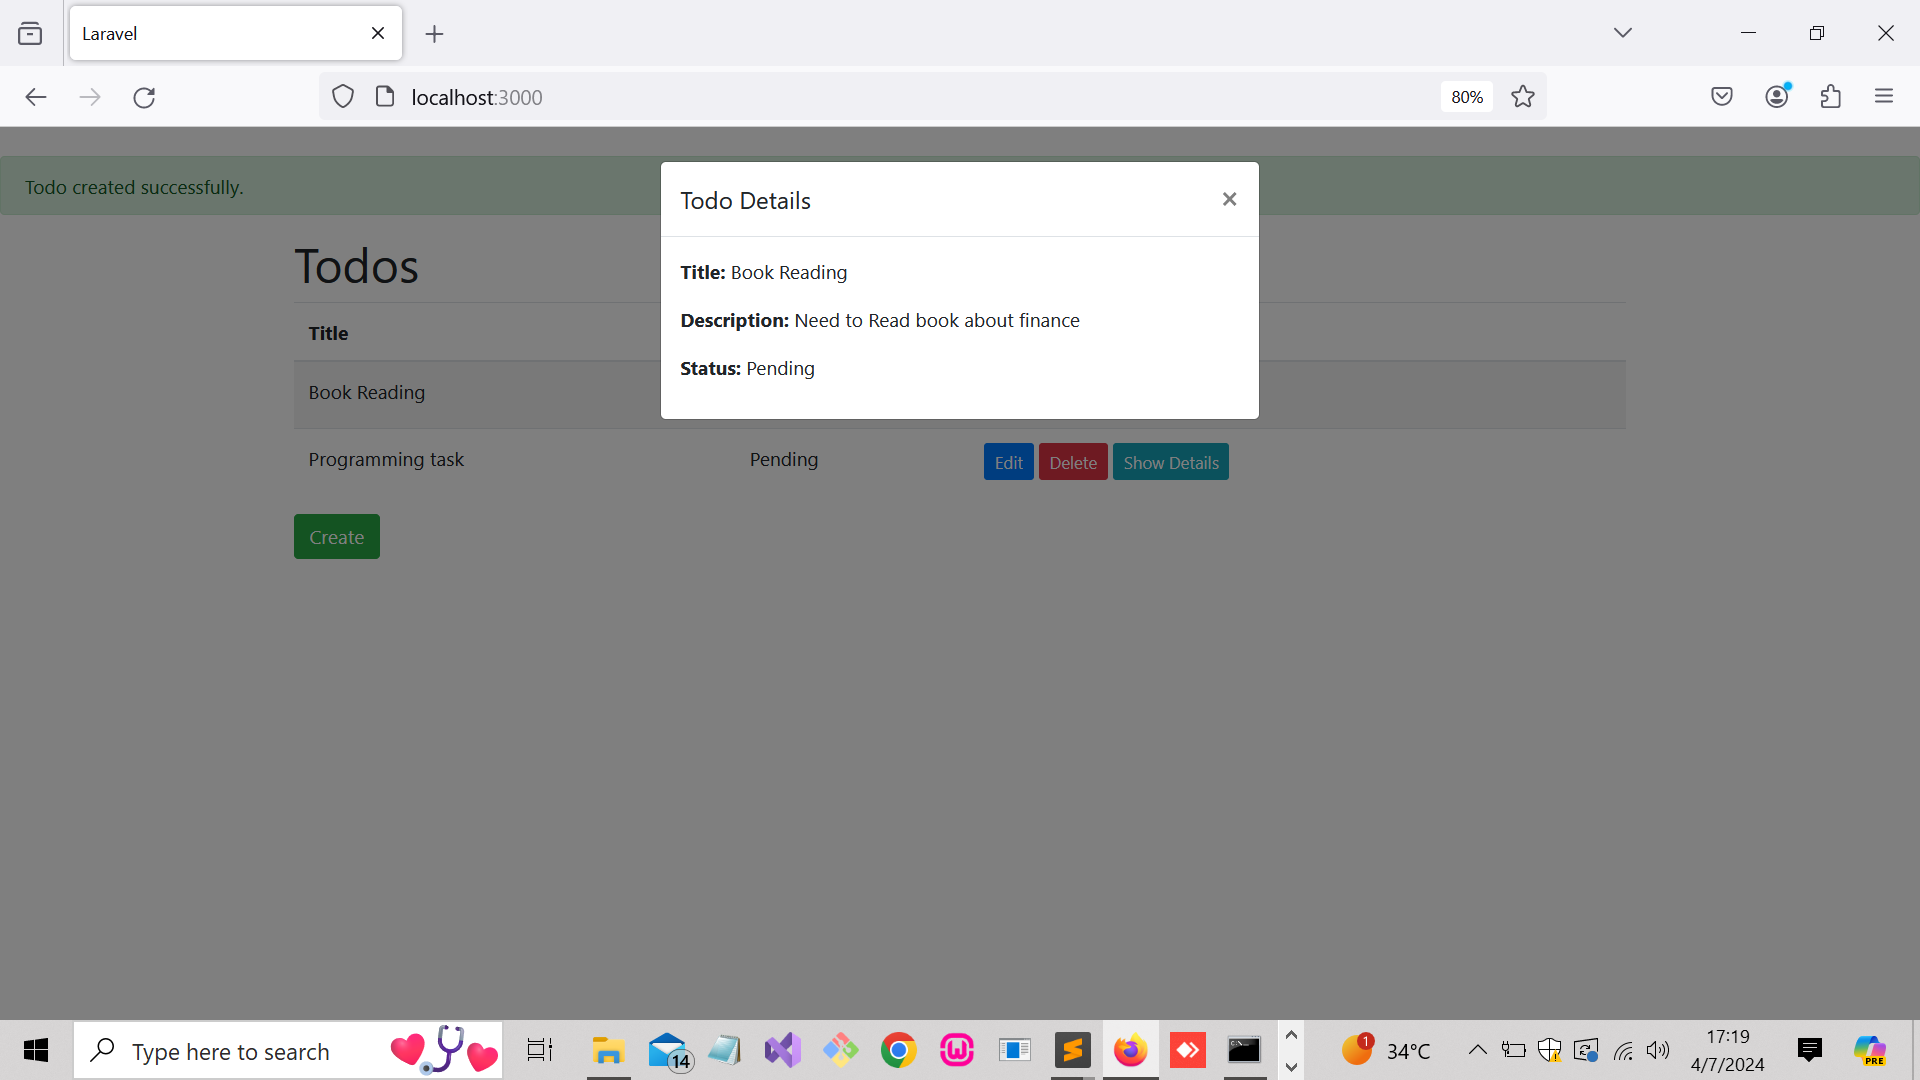 Laravel
localhost:3000
80%
Todo created successfully.
Todo Details
×
Todos
Title: Book Reading
Description: Need to Read book about finance
Title
Status: Pending
Book Reading
Programming task
Pending
Edit
Delete
Show Details
Create
Type here to search
14
1
34°C
17:19
4/7/2024
PRE